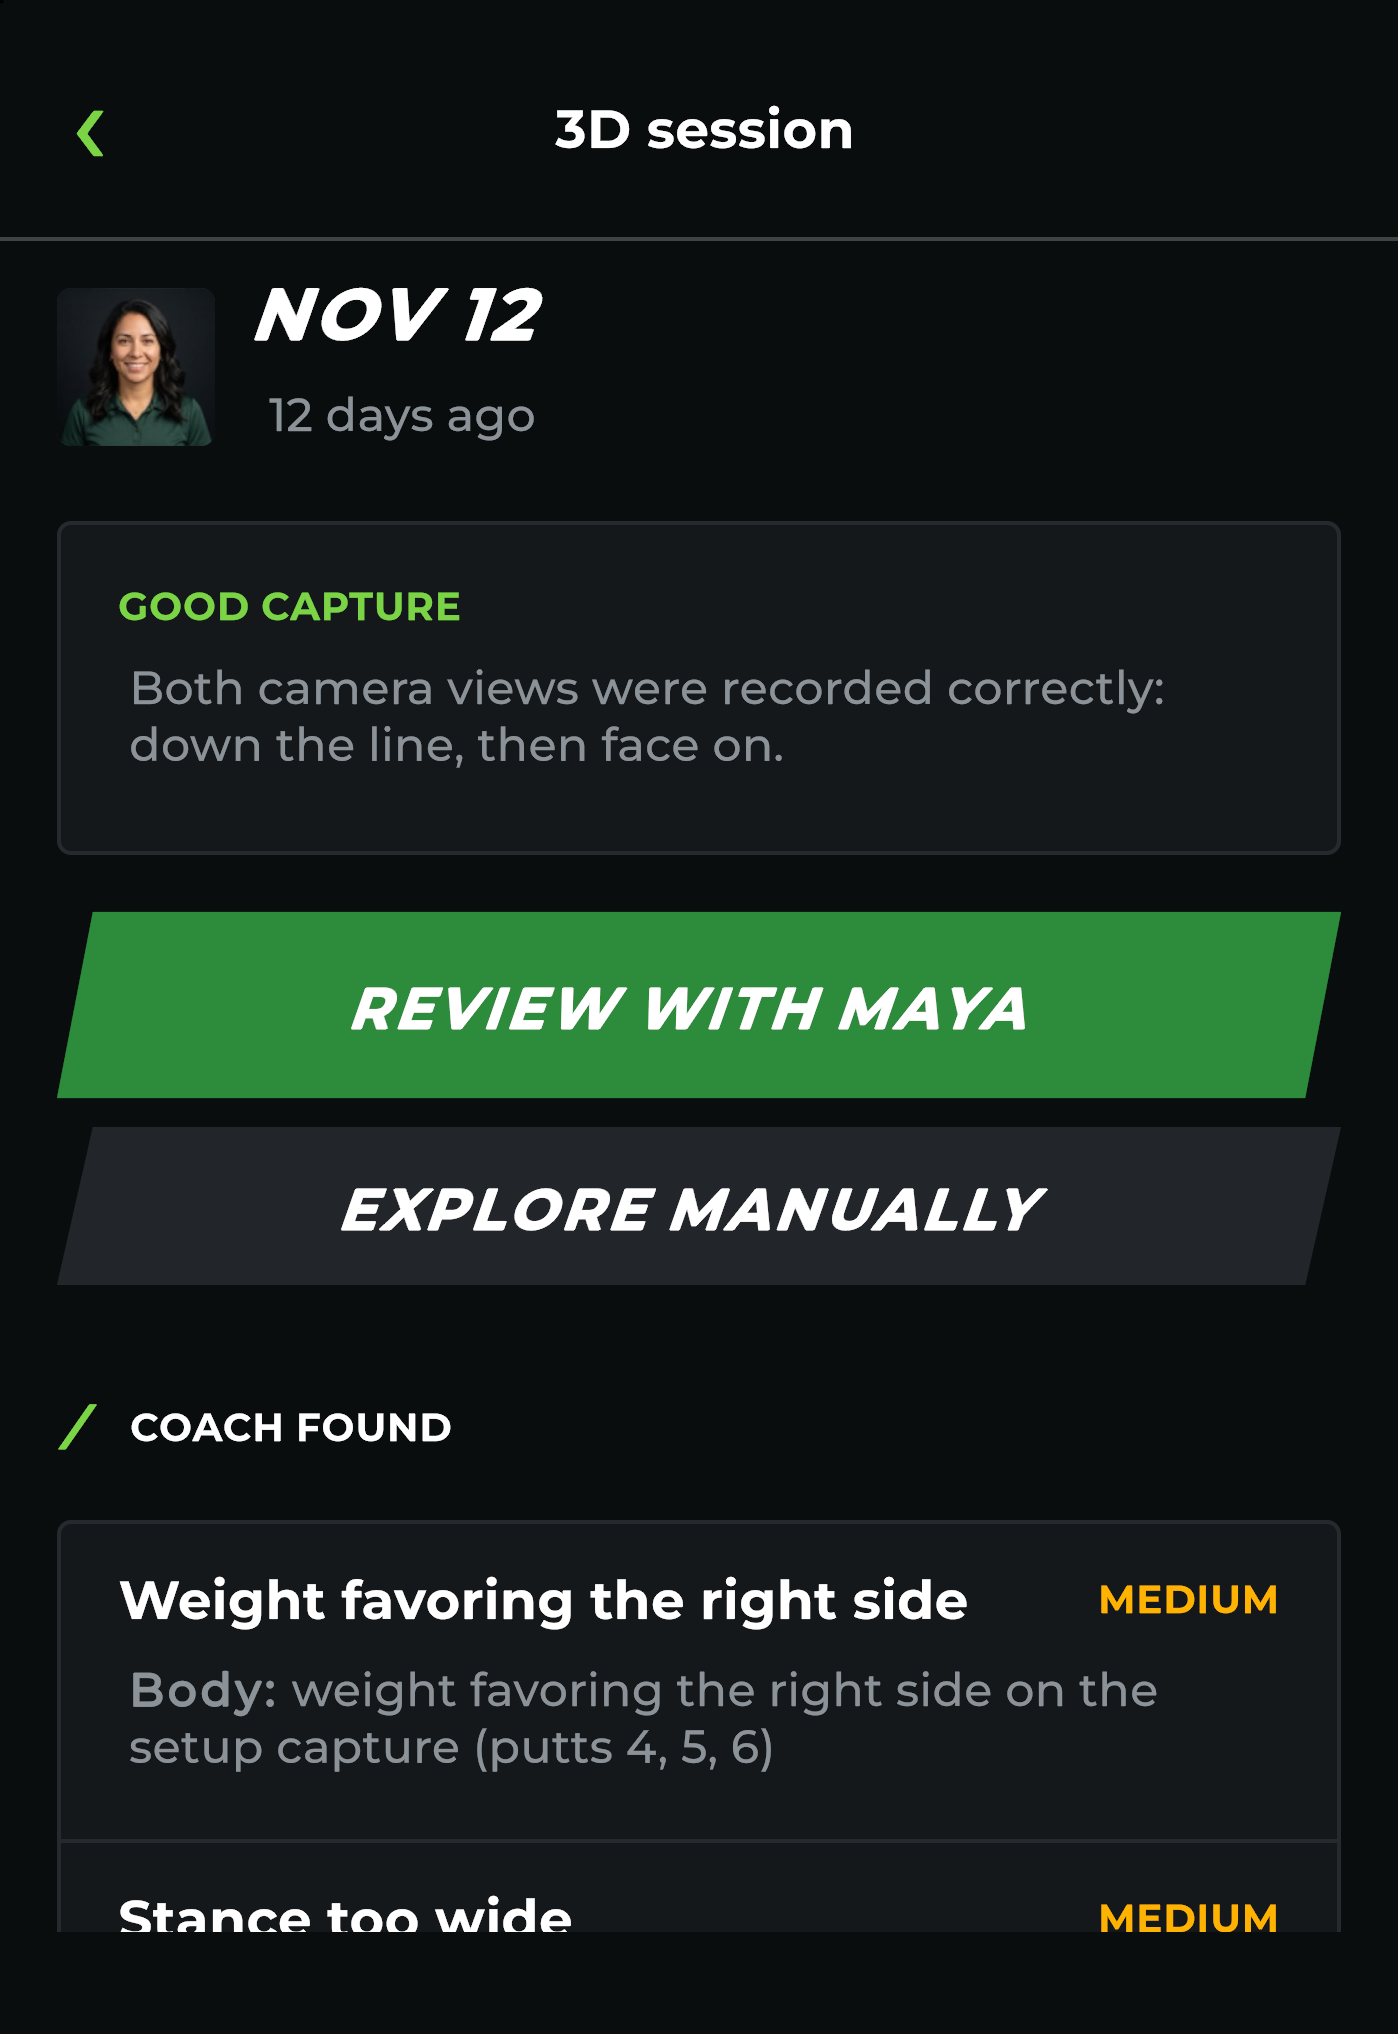 3D session
NOV 12
12 days ago
GOOD CAPTURE
Both camera views were recorded correctly:
down the line, then face on.
REVIEW WITH MAYA
EXPLORE MANUALLY
COACH FOUND
Weight favoring the right side MEDIUM
Body: weight favoring the right side on the
setup capture (putts 4, 5, 6)
Stance too wide MEDIUM